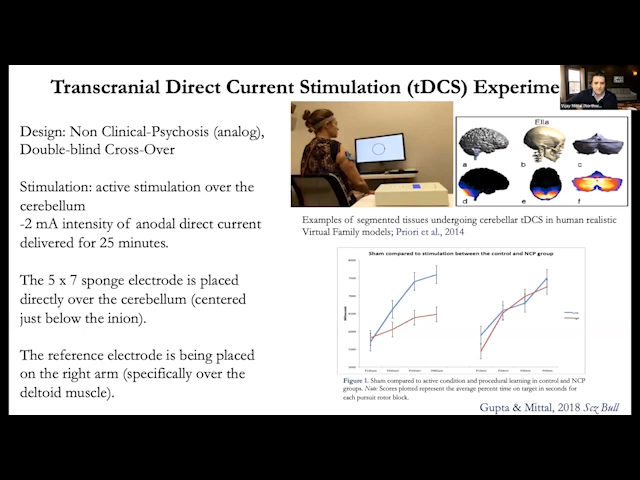 Transcranial Direct Current Stimulation (tDCS) Experime
Design: Non Clinical-Psychosis (analog),
Double-blind Cross-Over
Stimulation: active stimulation over the
cerebellum
-2 mA intensity of anodal direct current
delivered for 25 minutes.
The 5 x 7 sponge electrode is placed
directly over the cerebellum (centered
just below the inion).
The reference electrode is being placed
on the right arm (specifically over the
deltoid muscle).
Ella
a
b
c
d
e
f
Examples of segmented tissues undergoing cerebellar tDCS in human realistic
Virtual Family models; Priori et al., 2014
Sham compared to stimulation between the control and NCP group
Figure 1. Sham compared to active condition and procedural learning in control and NCP
groups. Note: Scores plotted represent the average percent time on target in seconds for
each pursuit rotor block.
Gupta & Mittal, 2018 Scz Bull